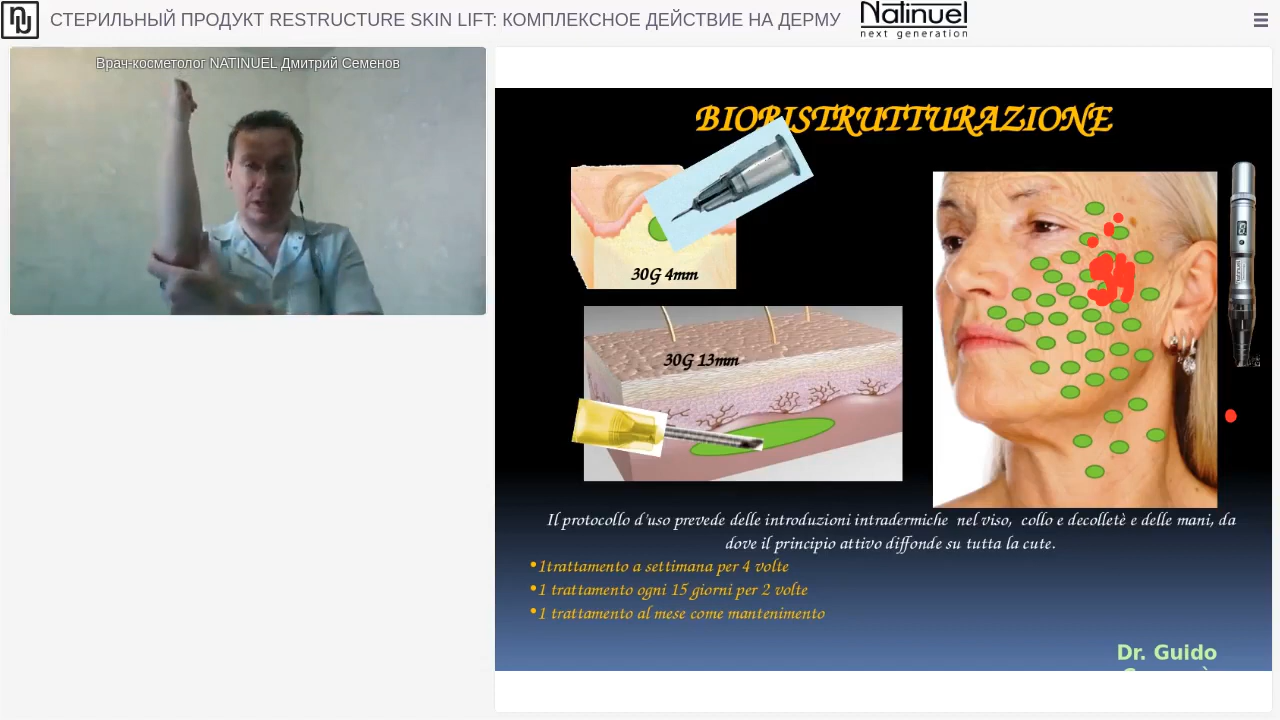 СТЕРИЛЬНЫЙ ПРОДУКТ RESTRUCTURE SKIN LIFT: КОМПЛЕКСНОЕ ДЕЙСТВИЕ НА ДЕРМУ
Natinuel
next generation
Врач-косметолог NATINUEL Дмитрий Семенов
BIORISTRUTTURAZIONE
30G 4mm
30G 13mm
Il protocollo d'uso prevede delle introduzioni intradermiche nel viso, collo e decolletè e delle mani, da
dove il principio attivo diffonde su tutta la cute.
•1trattamento a settimana per 4 volte
•1 trattamento ogni 15 giorni per 2 volte
•1 trattamento al mese come mantenimento
Dr. Guido